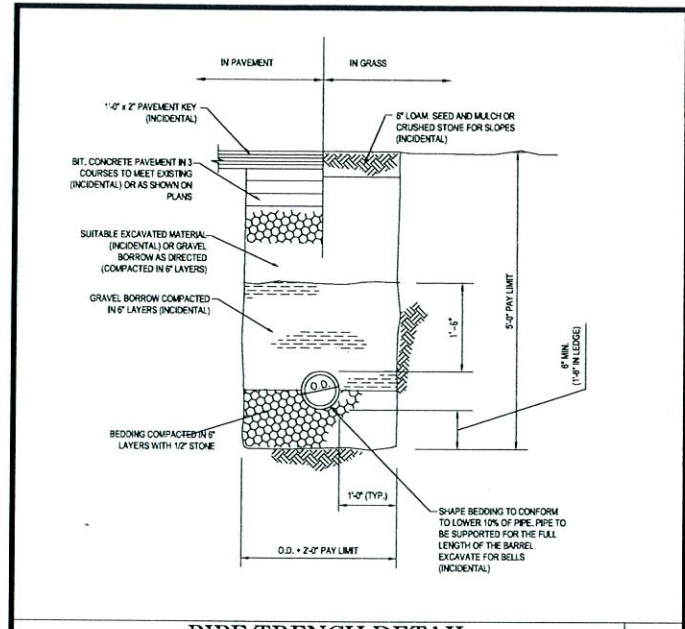 IN PAVEMENT
IN GRASS
1'-0" x 2" PAVEMENT KEY
(INCIDENTAL)
6" LOAM, SEED AND MULCH OR
CRUSHED STONE FOR SLOPES
(INCIDENTAL)
BIT. CONCRETE PAVEMENT IN 3
COURSES TO MEET EXISTING
(INCIDENTAL) OR AS SHOWN ON
PLANS
SUITABLE EXCAVATED MATERIAL
(INCIDENTAL) OR GRAVEL
BORROW AS DIRECTED
(COMPACTED IN 6" LAYERS)
GRAVEL BORROW COMPACTED
IN 6" LAYERS (INCIDENTAL)
1'-6"
5'-0" PAY LIMIT
6" MIN.
(1'-6" IN LEDGE)
BEDDING COMPACTED IN 6"
LAYERS WITH 1/2" STONE
1'-0" (TYP.)
SHAPE BEDDING TO CONFORM
TO LOWER 10% OF PIPE. PIPE TO
BE SUPPORTED FOR THE FULL
LENGTH OF THE BARREL.
EXCAVATE FOR BELLS
(INCIDENTAL)
O.D. + 2'-0" PAY LIMIT
PIPE TRENCH DETAIL